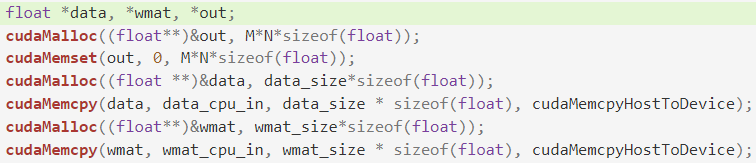 float *data, *wmat, *out;
cudaMalloc((float**)&out, M*N*sizeof(float));
cudaMemset(out, 0, M*N*sizeof(float));
cudaMalloc((float **)&data, data_size*sizeof(float));
cudaMemcpy(data, data_cpu_in, data_size * sizeof(float), cudaMemcpyHostToDevice);
cudaMalloc((float**)&wmat, wmat_size*sizeof(float));
cudaMemcpy(wmat, wmat_cpu_in, wmat_size * sizeof(float), cudaMemcpyHostToDevice);